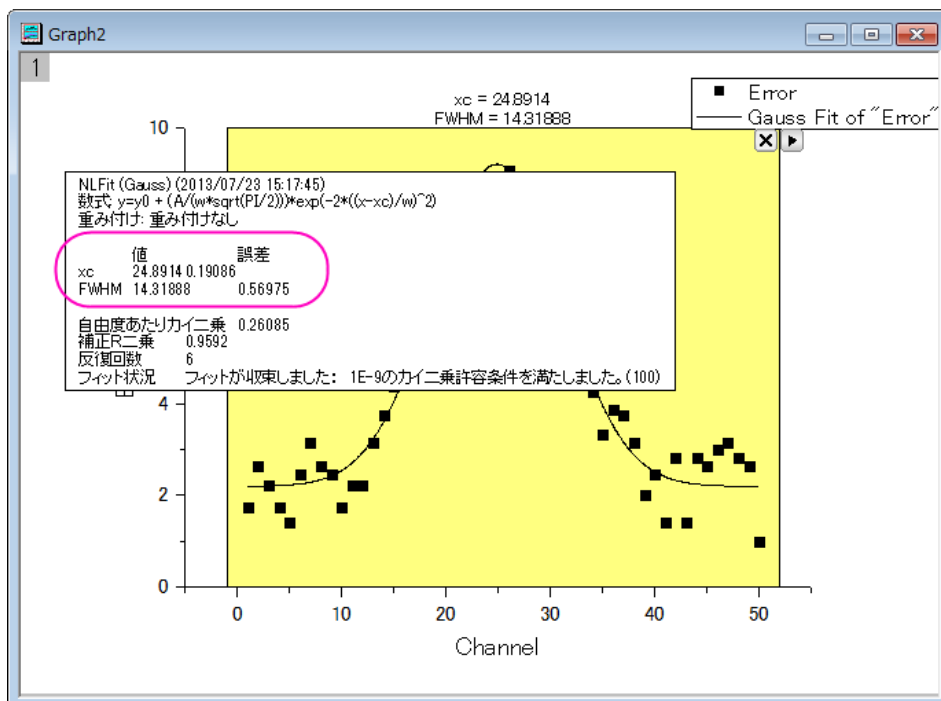 Graph2
1
xc = 24.8914
FWHM = 14.31888
Error
Gauss Fit of "Error"
10
NLFit (Gauss) (2013/07/23 15:17:45)
数式 y=y0 + (A/(w*sqrt(PI/2)))*exp(-2*((x-xc)/w)^2)
重み付け: 重み付けなし
値 誤差
xc 24.8914 0.19086
FWHM 14.31888 0.56975
自由度あたりカイ二乗 0.26085
補正R二乗 0.9592
反復回数 6
フィット状況 フィットが収束しました： 1E-9のカイ二乗許容条件を満たしました。(100)
4
2
0
0 10 20 30 40 50
Channel